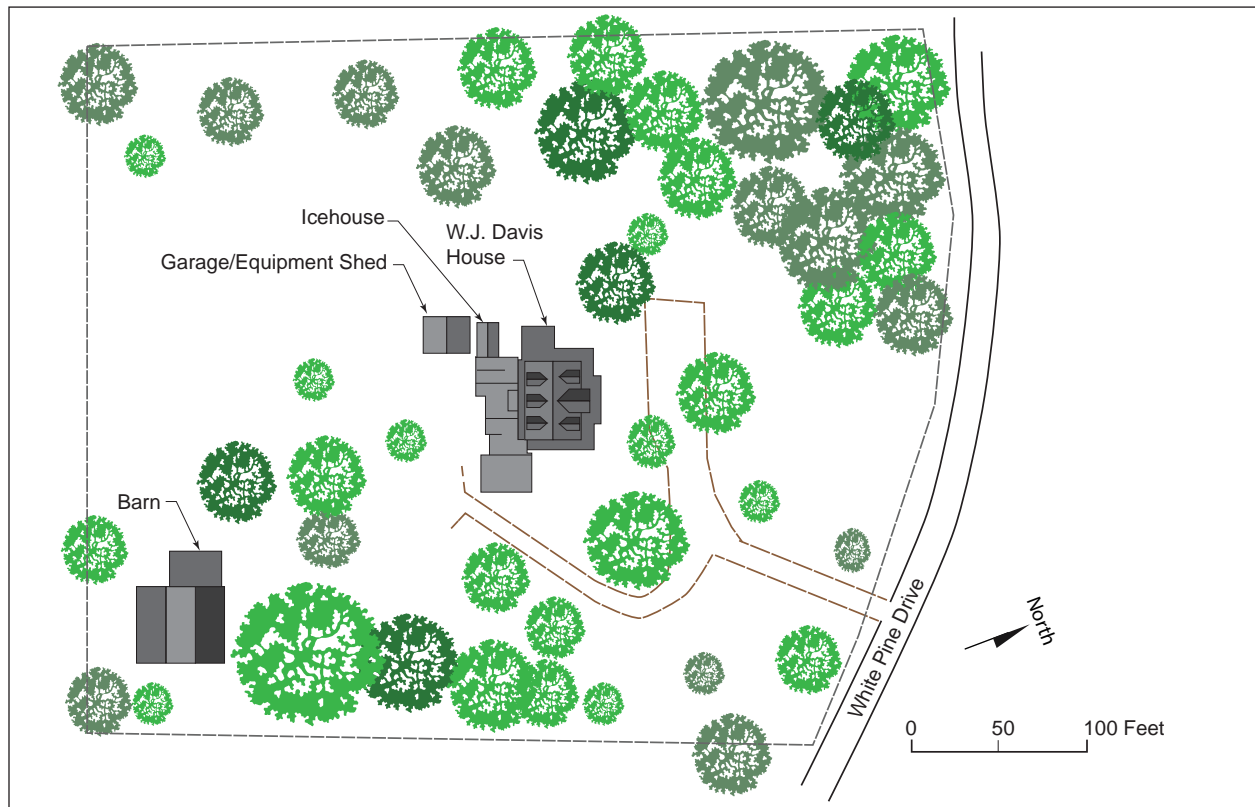 Icehouse
W.J. Davis
House
Garage/Equipment Shed
Barn
White Pine Drive
North
0 50 100 Feet